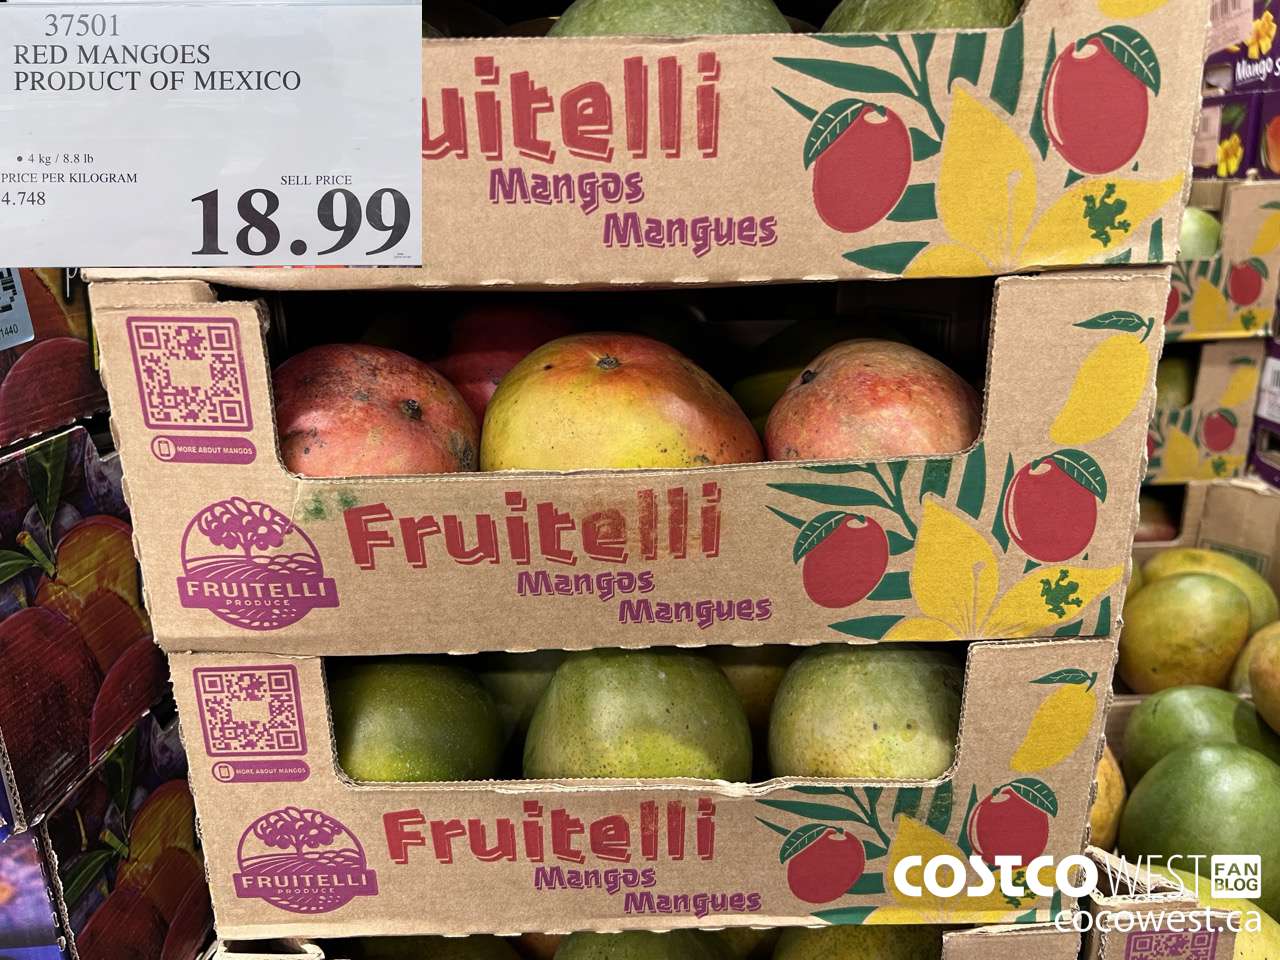 37501
RED MANGOES
PRODUCT OF MEXICO
• 4 kg / 8.8 lb
PRICE PER KILOGRAM
4.748
SELL PRICE
18.99
uitelli
Mangos
Mangues
Mango
1440
MORE ABOUT MANGOS
FRUITELLI
PRODUCE
Fruitelli
Mangos
Mangues
MORE ABOUT MANGOS
FRUITELLI
PRODUCE
Fruitelli
Mangos
Mangues
COSTCO WEST FAN BLOG
cocowest.ca